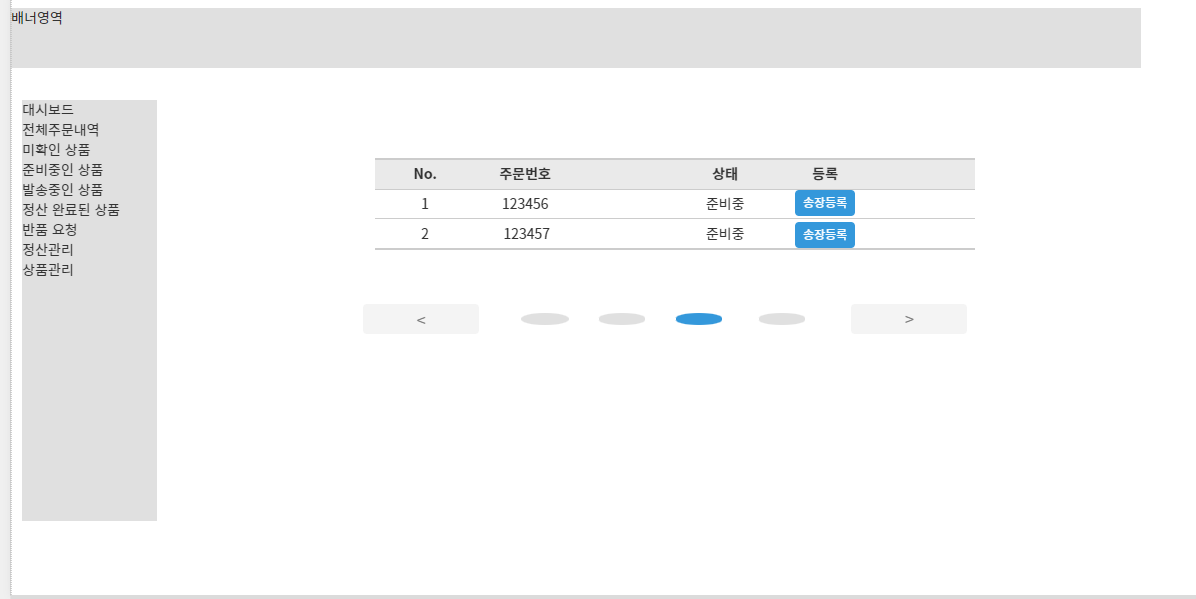 배너영역
대시보드
전체주문내역
미확인 상품
준비중인 상품
발송중인 상품
정산 완료된 상품
반품 요청
정산관리
상품관리
No. 주문번호 상태 등록
1 123456 준비중 송장등록
2 123457 준비중 송장등록
< >